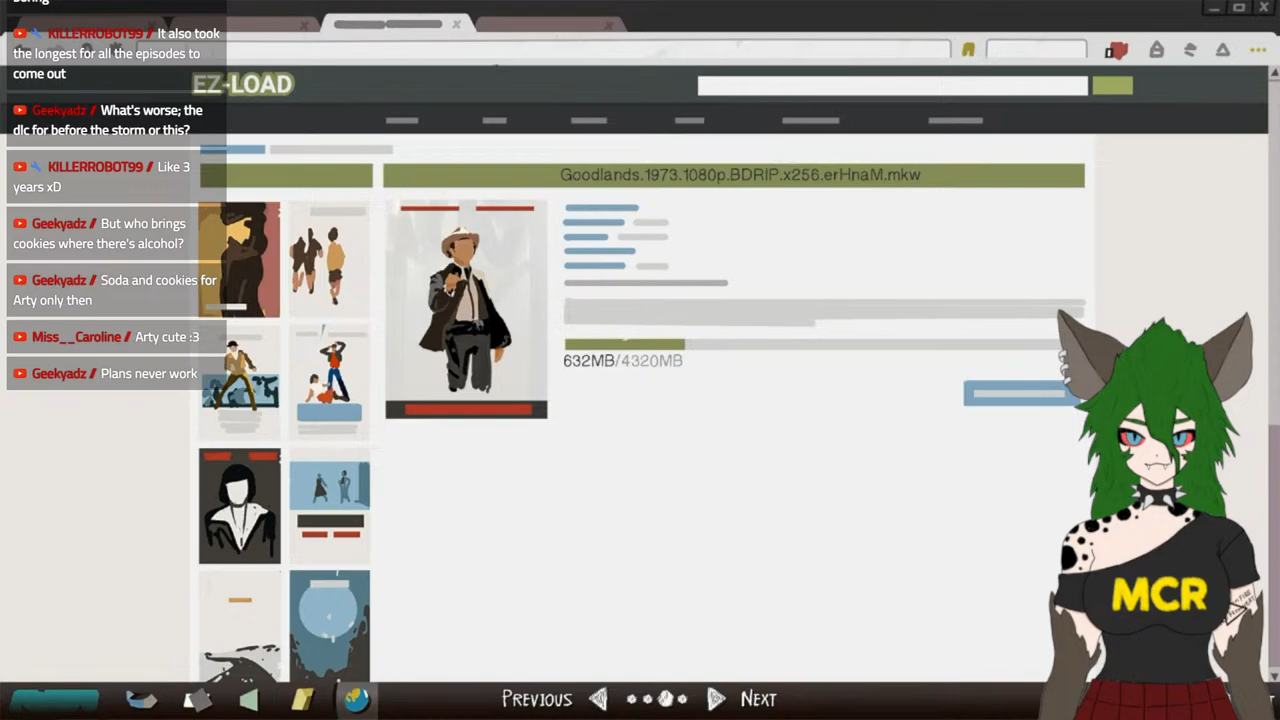 KILLERROBOT99 / It also took
the longest for all the episodes to
come out
Geekyadz / What's worse; the
dlc for before the storm or this?
KILLERROBOT99 / Like 3
years xD
Geekyadz / But who brings
cookies where there's alcohol?
Geekyadz / Soda and cookies for
Arty only then
Miss__Caroline / Arty cute :3
Geekyadz / Plans never work
EZ-LOAD
Goodlands.1973.1080p.BDRIP.x256.erHnaM.mkw
632MB/4320MB
MCR
PREVIOUS
NEXT